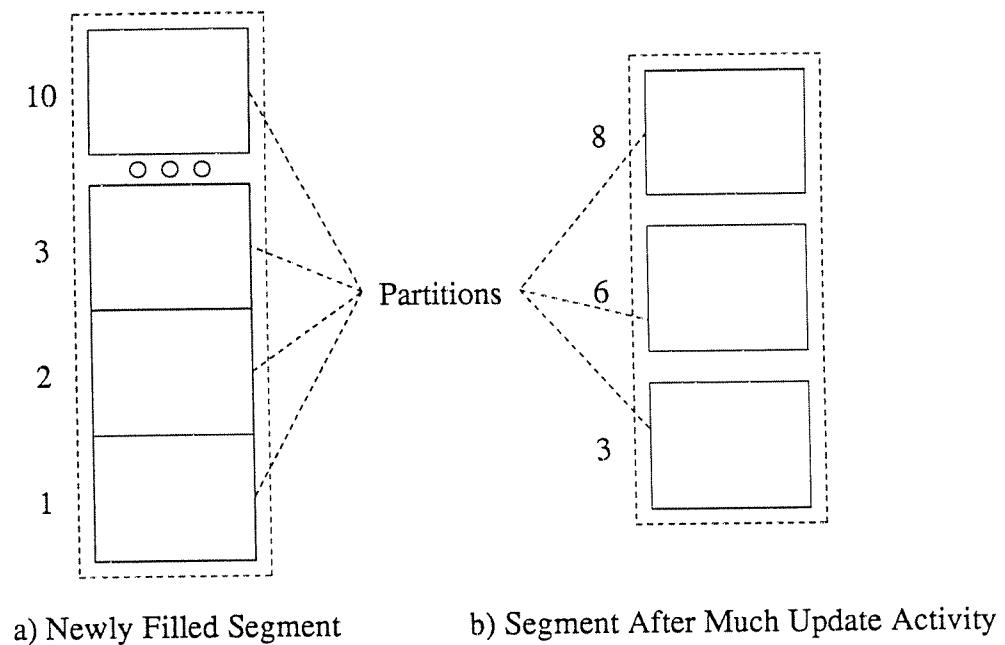 10
3
2
1
Partitions
8
6
3
a) Newly Filled Segment
b) Segment After Much Update Activity